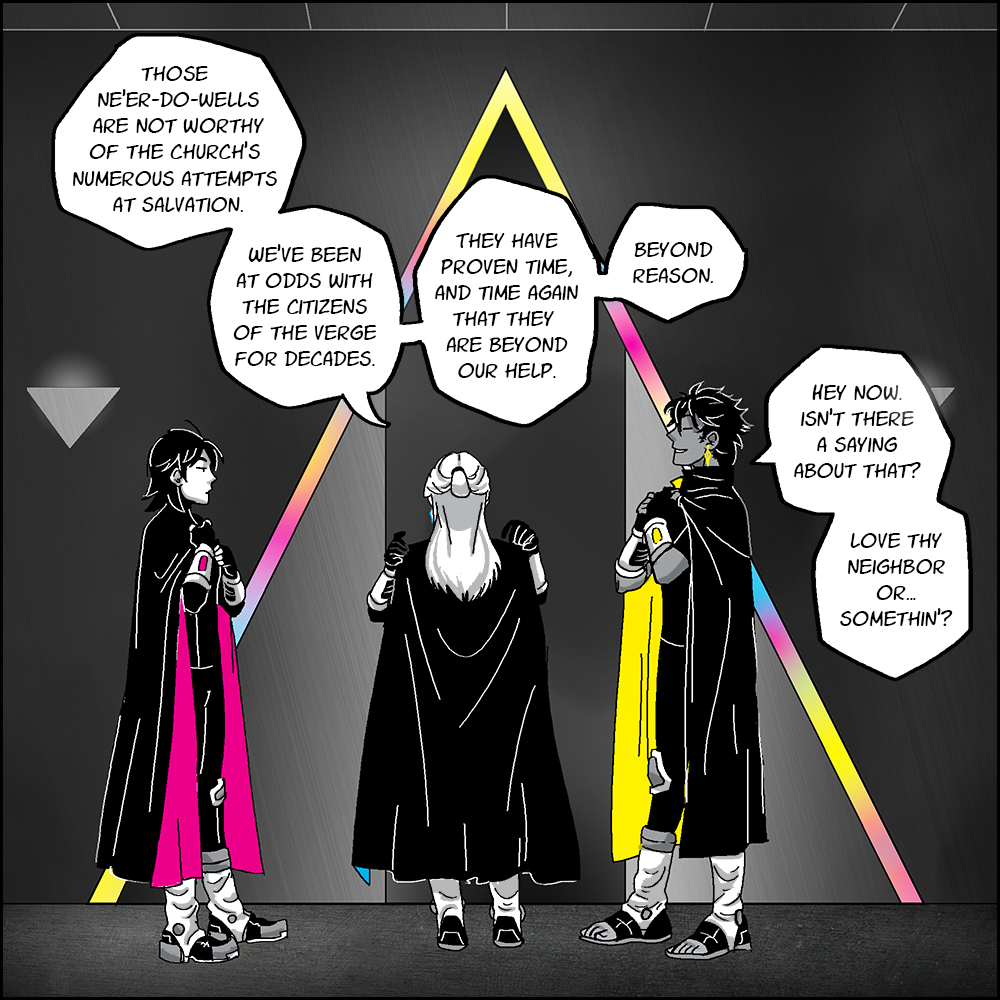 THOSE
NE'ER-DO-WELLS
ARE NOT WORTHY
OF THE CHURCH'S
NUMEROUS ATTEMPTS
AT SALVATION.
WE'VE BEEN
AT ODDS WITH
THE CITIZENS
OF THE VERGE
FOR DECADES.
THEY HAVE
PROVEN TIME,
AND TIME AGAIN
THAT THEY
ARE BEYOND
OUR HELP.
BEYOND
REASON.
HEY NOW.
ISN'T THERE
A SAYING
ABOUT THAT?
LOVE THY
NEIGHBOR
OR...
SOMETHIN'?